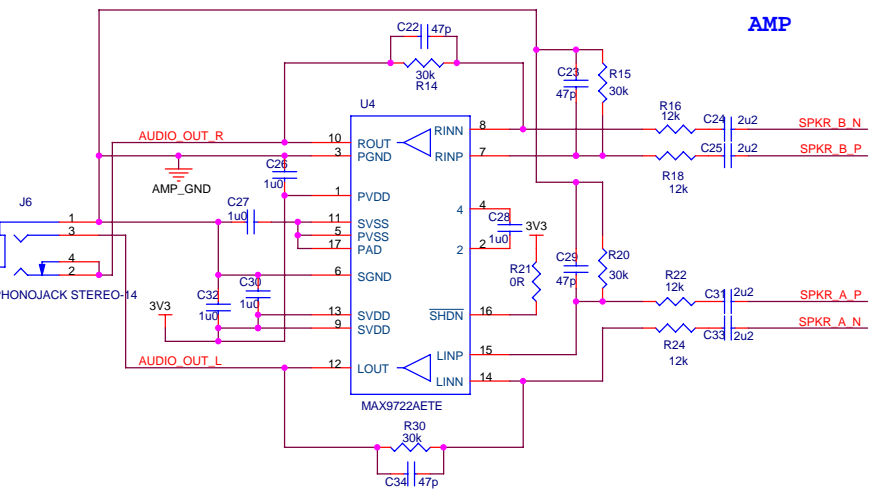 AMP
C22 47p
30k
R14
C23
47p
R15
30k
U4
R16
12k
C24 2u2
SPKR_B_N
8 RINN
AUDIO_OUT_R
10 ROUT
3 PGND
7 RINP
C25 2u2
SPKR_B_P
R18
12k
C26
1u0
AMP_GND
1 PVDD
J6
C27
1u0
4 4
C28
1u0
3V3
1
3
4
2
11 SVSS
5 PVSS
17 PAD
2 2
C29
47p
R20
30k
R21
0R
6 SGND
PHONOJACK STEREO-14
C32
1u0
C30
1u0
R22
12k
C31 2u2
SPKR_A_P
3V3
13 SVDD
9 SVDD
SHDN 16
C33 2u2
SPKR_A_N
R24
12k
LINP 15
AUDIO_OUT_L
12 LOUT
LINN 14
MAX9722AETE
R30
30k
C34 47p